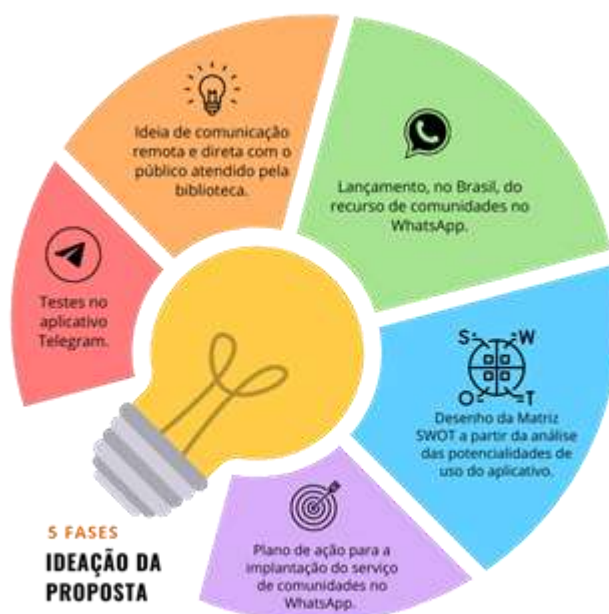 Ideia de comunicação
remota e direta com o
público atendido pela
biblioteca.
Lançamento, no Brasil, do
recurso de comunidades no
WhatsApp.
Testes no
aplicativo
Telegram.
S W
O T
Desenho da Matriz
SWOT a partir da análise
das potencialidades de
uso do aplicativo.
Plano de ação para a
implantação do serviço
de comunidades no
WhatsApp.
5 FASES
IDEAÇÃO DA
PROPOSTA